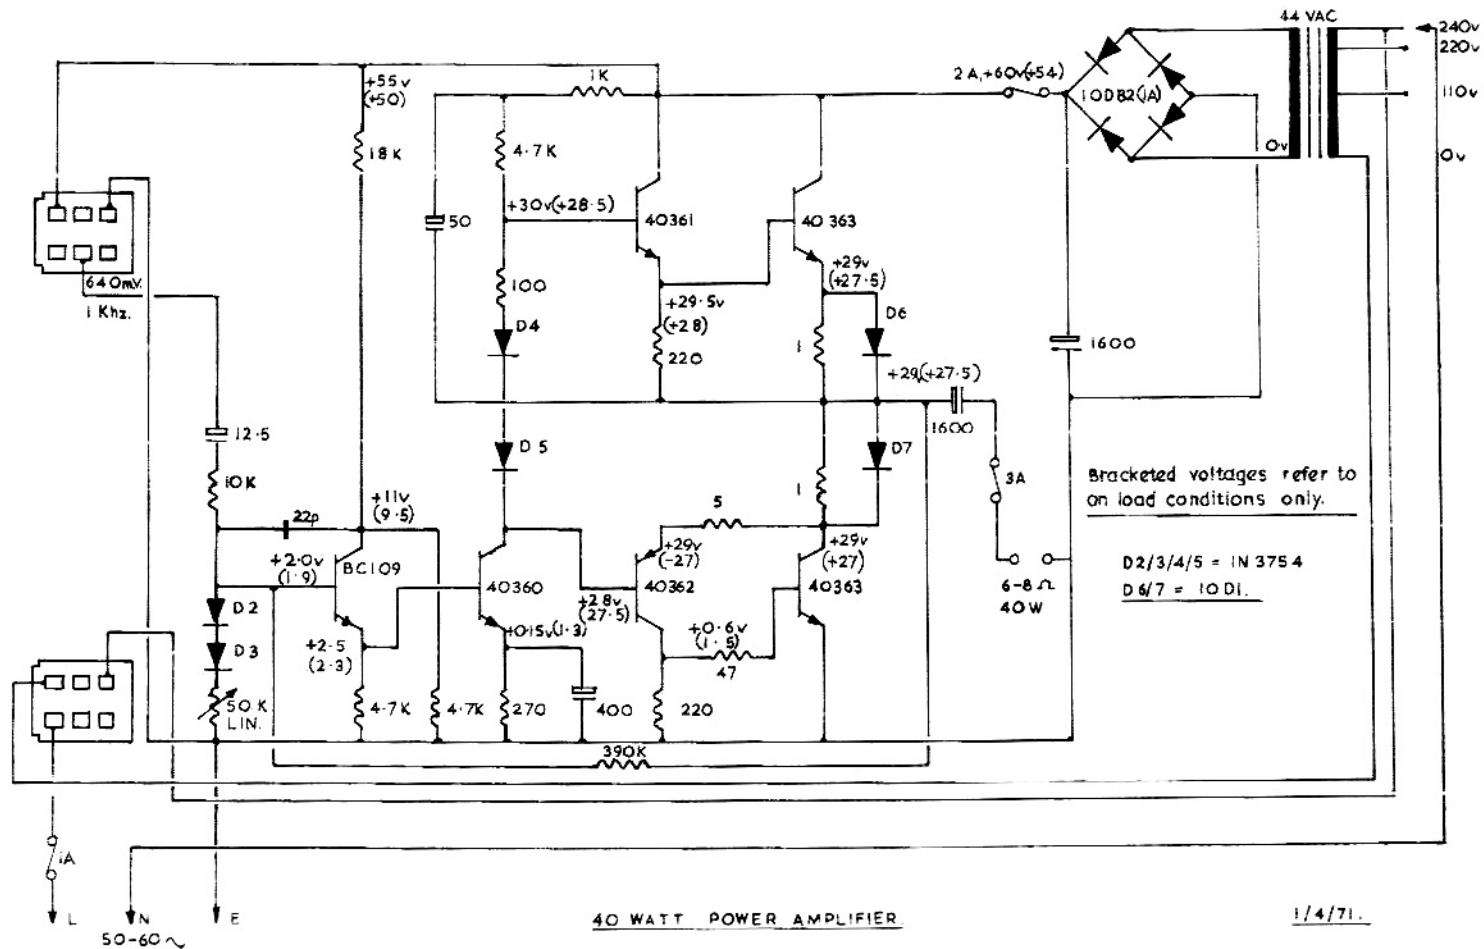 44 VAC
240v
220v
110v
0v
0v
2A,+60v(+54)
10DB2(1A)
1K
+55v
(+50)
18K
4.7K
50
+30v(+28.5)
40361
40363
+29v
(+27.5)
100
+29.5v
(+28)
220
D4
1
D6
1600
640mV.
1 Khz.
+29v(+27.5)
1600
12.5
D5
D7
10K
1
3A
Bracketed voltages refer to
on load conditions only.
22p
+11v
(9.5)
5
+2.0v
(1.9)
BC109
40360
+29v
(-27)
40362
+29v
(+27)
40363
6-8 Ω
40W
D2/3/4/5 = IN 3754
D6/7 = 10D1.
+28v
(27.5)
D2
+0.15v(1.3)
+0.6v
(1.5)
47
D3
+2.5
(2.3)
50K
LIN.
4.7K
4.7K
270
400
220
390K
1A
L
N
E
50-60~
40 WATT POWER AMPLIFIER.
1/4/71.